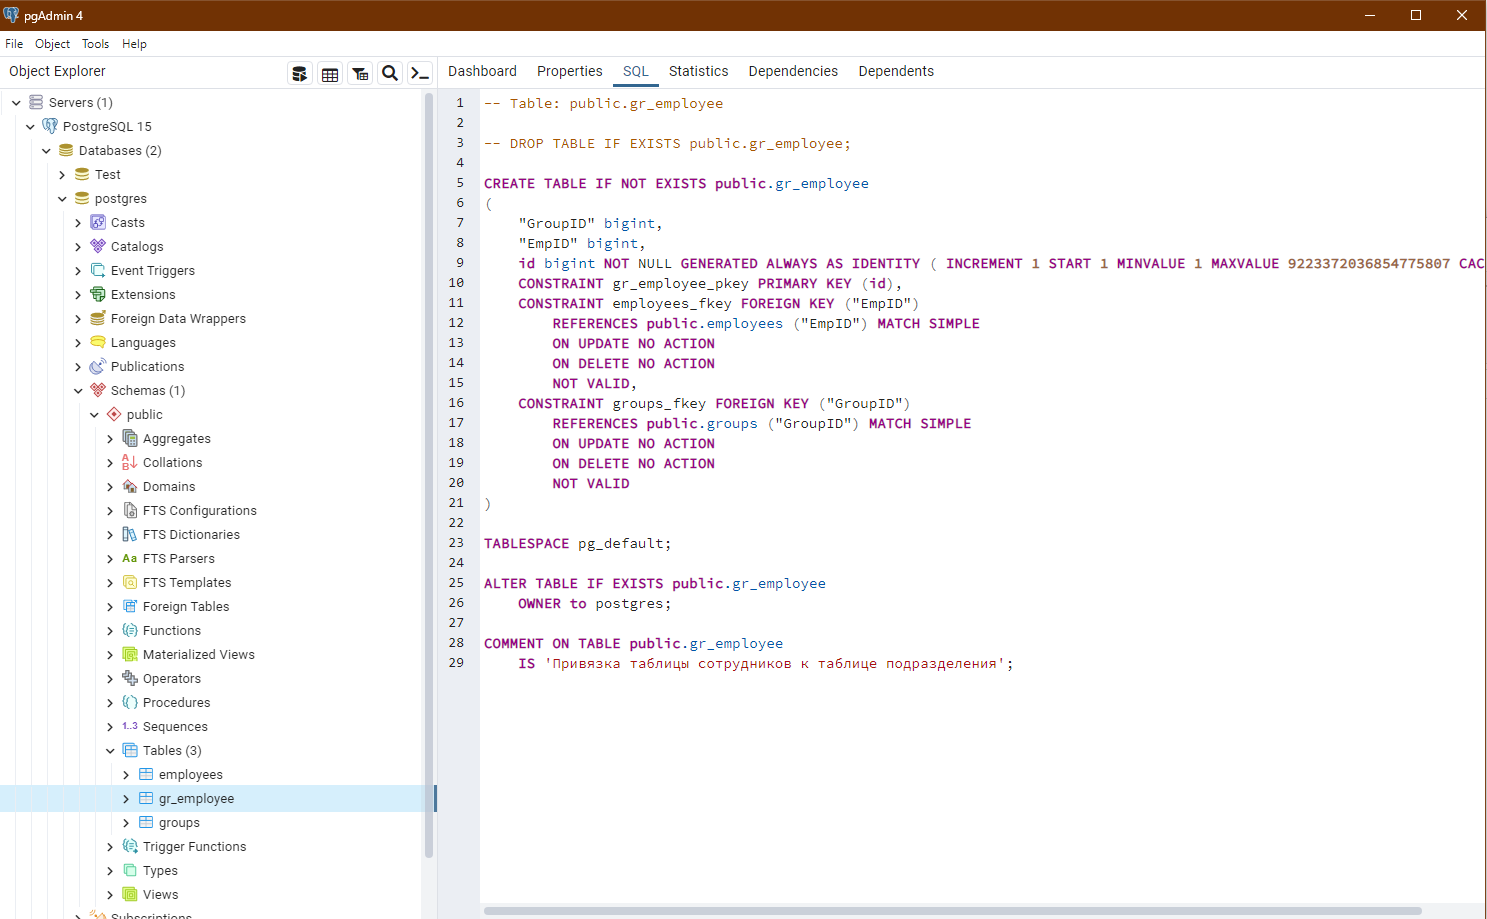 pgAdmin 4
File Object Tools Help
Object Explorer
Dashboard Properties SQL Statistics Dependencies Dependents
Servers (1)
PostgreSQL 15
Databases (2)
Test
postgres
Casts
Catalogs
Event Triggers
Extensions
Foreign Data Wrappers
Languages
Publications
Schemas (1)
public
Aggregates
Collations
Domains
FTS Configurations
FTS Dictionaries
Aa FTS Parsers
FTS Templates
Foreign Tables
Functions
Materialized Views
Operators
Procedures
1..3 Sequences
Tables (3)
employees
gr_employee
groups
Trigger Functions
Types
Views
Subscriptions
1 -- Table: public.gr_employee
2
3 -- DROP TABLE IF EXISTS public.gr_employee;
4
5 CREATE TABLE IF NOT EXISTS public.gr_employee
6 (
7 "GroupID" bigint,
8 "EmpID" bigint,
9 id bigint NOT NULL GENERATED ALWAYS AS IDENTITY ( INCREMENT 1 START 1 MINVALUE 1 MAXVALUE 9223372036854775807 CAC
10 CONSTRAINT gr_employee_pkey PRIMARY KEY (id),
11 CONSTRAINT employees_fkey FOREIGN KEY ("EmpID")
12 REFERENCES public.employees ("EmpID") MATCH SIMPLE
13 ON UPDATE NO ACTION
14 ON DELETE NO ACTION
15 NOT VALID,
16 CONSTRAINT groups_fkey FOREIGN KEY ("GroupID")
17 REFERENCES public.groups ("GroupID") MATCH SIMPLE
18 ON UPDATE NO ACTION
19 ON DELETE NO ACTION
20 NOT VALID
21 )
22
23 TABLESPACE pg_default;
24
25 ALTER TABLE IF EXISTS public.gr_employee
26 OWNER to postgres;
27
28 COMMENT ON TABLE public.gr_employee
29 IS 'Привязка таблицы сотрудников к таблице подразделения';